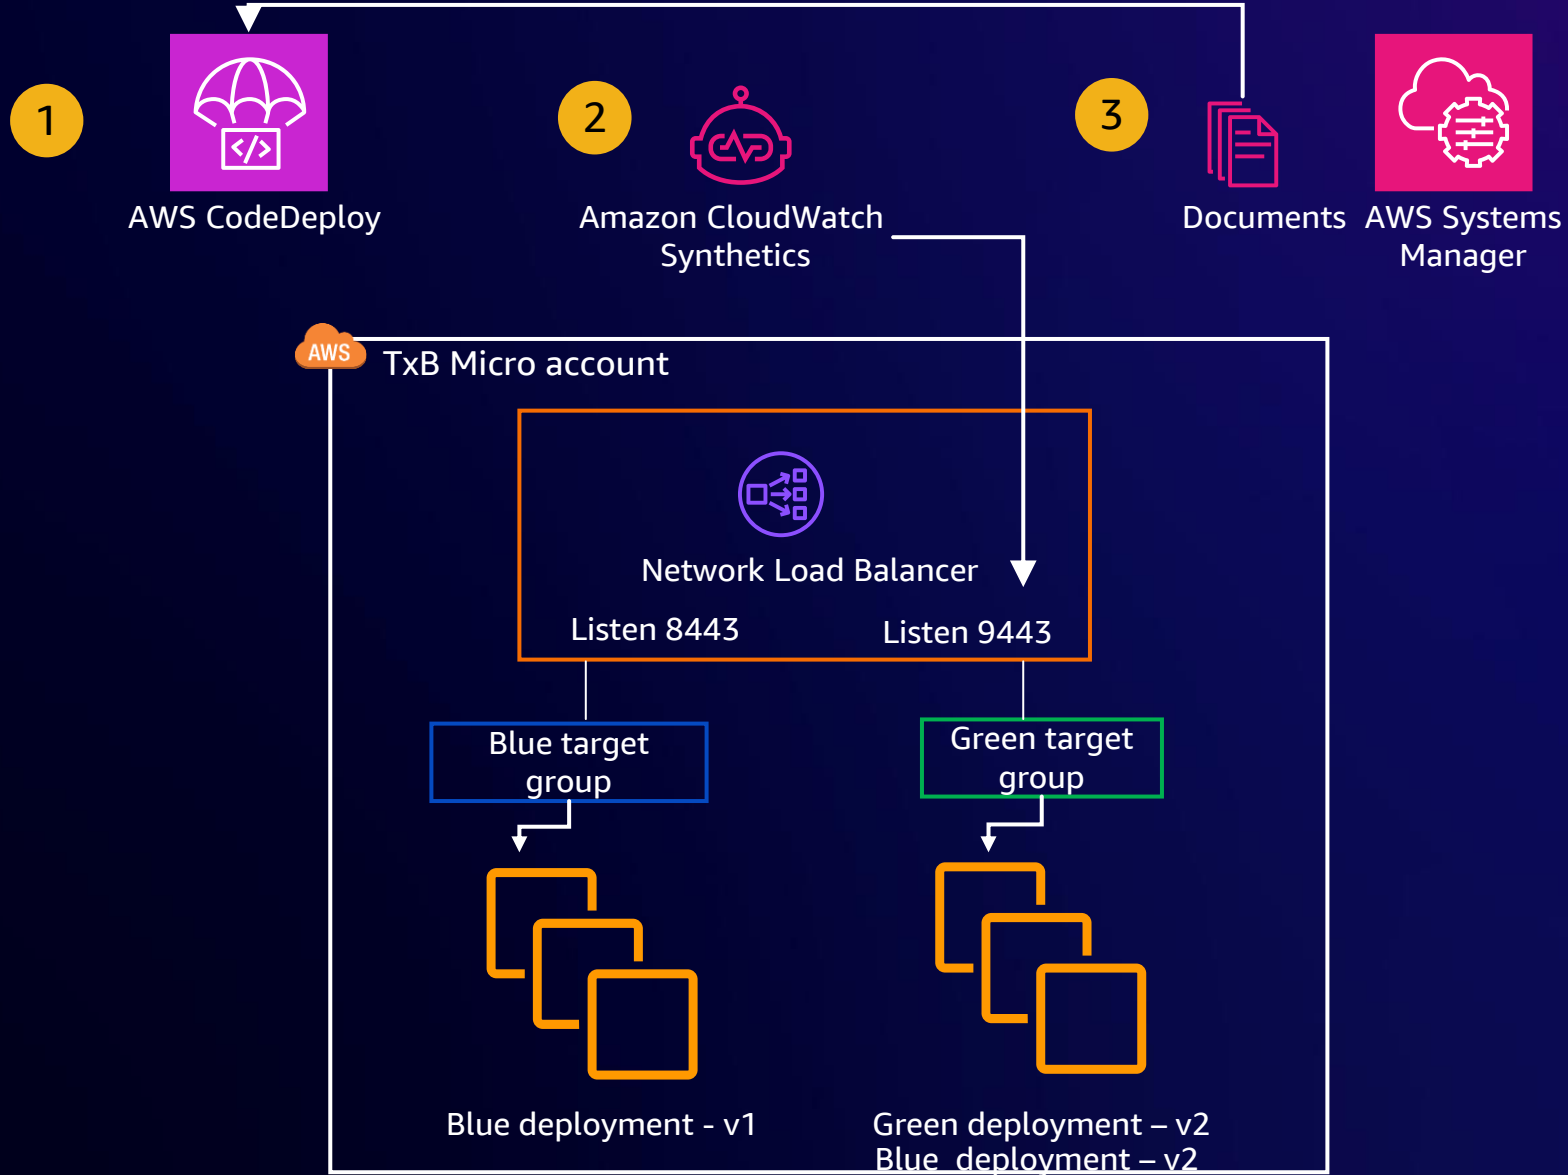 1
AWS CodeDeploy
2
Amazon CloudWatch
Synthetics
3
Documents
AWS Systems
Manager
AWS
TxB Micro account
Network Load Balancer
Listen 8443
Listen 9443
Blue target
group
Green target
group
Blue deployment - v1
Green deployment – v2
Blue deployment – v2